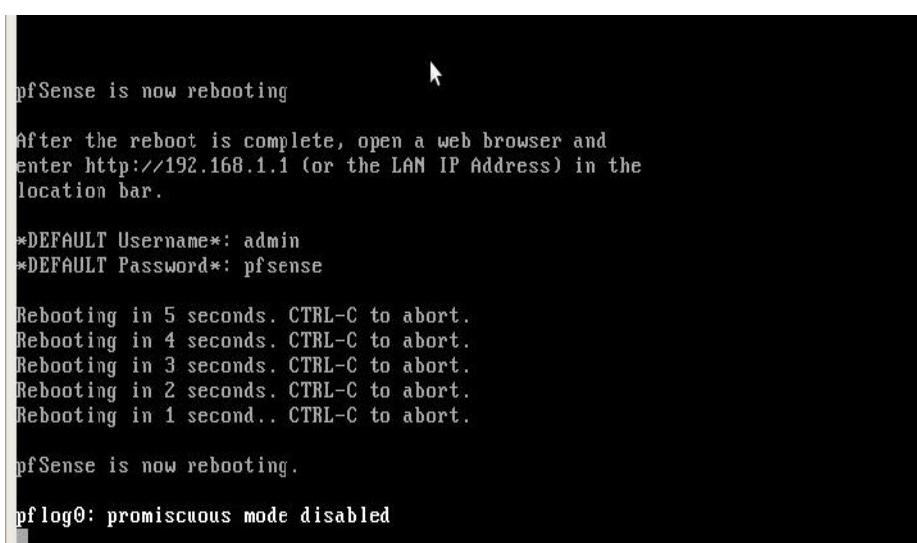 pfSense is now rebooting
After the reboot is complete, open a web browser and
enter http://192.168.1.1 (or the LAN IP Address) in the
location bar.
*DEFAULT Username*: admin
*DEFAULT Password*: pfsense
Rebooting in 5 seconds. CTRL-C to abort.
Rebooting in 4 seconds. CTRL-C to abort.
Rebooting in 3 seconds. CTRL-C to abort.
Rebooting in 2 seconds. CTRL-C to abort.
Rebooting in 1 second.. CTRL-C to abort.
pfSense is now rebooting.
pflog0: promiscuous mode disabled